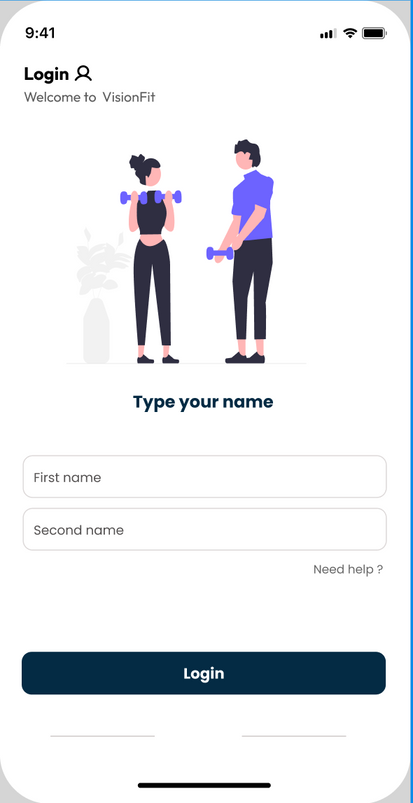 9:41
Login
Welcome to VisionFit
Type your name
First name
Second name
Need help ?
Login